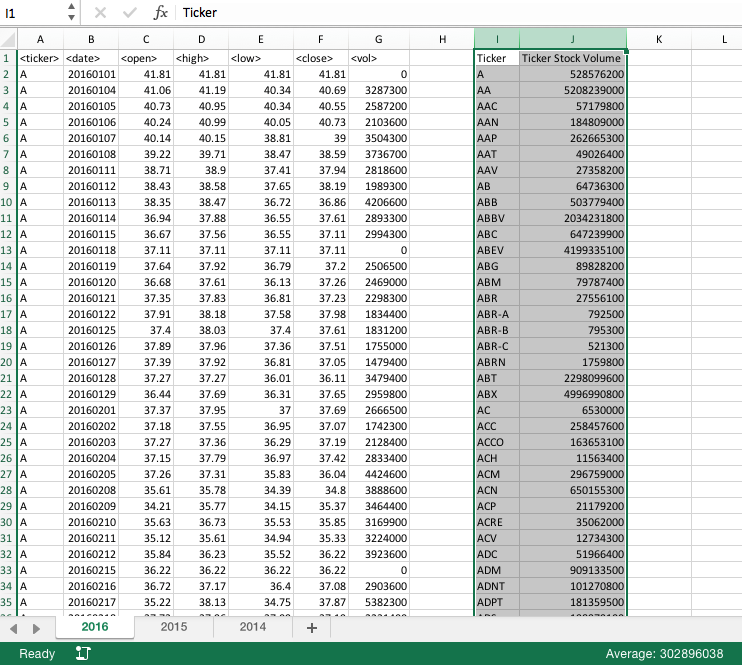 I1 fx Ticker
A B C D E F G H I J K L
1 <ticker> <date> <open> <high> <low> <close> <vol> Ticker Ticker Stock Volume
2 A 20160101 41.81 41.81 41.81 41.81 0 A 528576200
3 A 20160104 41.06 41.19 40.34 40.69 3287300 AA 5208239000
4 A 20160105 40.73 40.95 40.34 40.55 2587200 AAC 57179800
5 A 20160106 40.24 40.99 40.05 40.73 2103600 AAN 184809000
6 A 20160107 40.14 40.15 38.81 39 3504300 AAP 262665300
7 A 20160108 39.22 39.71 38.47 38.59 3736700 AAT 49026400
8 A 20160111 38.71 38.9 37.41 37.94 2818600 AAV 27358200
9 A 20160112 38.43 38.58 37.65 38.19 1989300 AB 64736300
10 A 20160113 38.35 38.47 36.72 36.86 4206600 ABB 503779400
11 A 20160114 36.94 37.88 36.55 37.61 2893300 ABBV 2034231800
12 A 20160115 36.67 37.56 36.55 37.11 2994300 ABC 647239900
13 A 20160118 37.11 37.11 37.11 37.11 0 ABEV 4199335100
14 A 20160119 37.64 37.92 36.79 37.2 2506500 ABG 89828200
15 A 20160120 36.68 37.61 36.13 37.26 2469000 ABM 79787400
16 A 20160121 37.35 37.83 36.81 37.23 2298300 ABR 27556100
17 A 20160122 37.91 38.18 37.58 37.98 1834400 ABR-A 792500
18 A 20160125 37.4 38.03 37.4 37.61 1831200 ABR-B 795300
19 A 20160126 37.89 37.96 37.36 37.51 1755000 ABR-C 521300
20 A 20160127 37.39 37.92 36.81 37.05 1479400 ABRN 1759800
21 A 20160128 37.27 37.27 36.01 36.11 3479400 ABT 2298099600
22 A 20160129 36.44 37.69 36.31 37.65 2959800 ABX 4996990800
23 A 20160201 37.37 37.95 37 37.69 2666500 AC 6530000
24 A 20160202 37.18 37.55 36.95 37.07 1742300 ACC 258457600
25 A 20160203 37.27 37.36 36.29 37.19 2128400 ACCO 163653100
26 A 20160204 37.15 37.79 36.97 37.42 2833400 ACH 11563400
27 A 20160205 37.26 37.31 35.83 36.04 4424600 ACM 296759000
28 A 20160208 35.61 35.78 34.39 34.8 3888600 ACN 650155300
29 A 20160209 34.21 35.77 34.15 35.37 3464400 ACP 21179200
30 A 20160210 35.63 36.73 35.53 35.85 3169900 ACRE 35062000
31 A 20160211 35.12 35.61 34.94 35.33 3224000 ACV 12734300
32 A 20160212 35.84 36.23 35.52 36.22 3923600 ADC 51966400
33 A 20160215 36.22 36.22 36.22 36.22 0 ADM 909133500
34 A 20160216 36.72 37.17 36.4 37.08 2903600 ADNT 101270800
35 A 20160217 35.22 38.13 34.75 37.87 5382300 ADPT 181359500
2016 2015 2014 +
Ready Average: 302896038